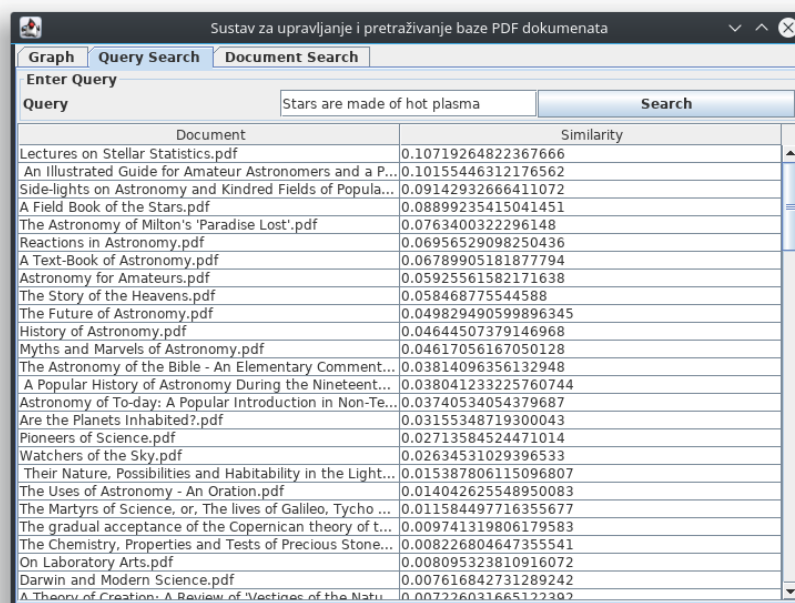 Sustav za upravljanje i pretraživanje baze PDF dokumenata
Graph Query Search Document Search
Enter Query
Query Stars are made of hot plasma Search
Document Similarity
Lectures on Stellar Statistics.pdf 0.10719264822367666
An Illustrated Guide for Amateur Astronomers and a P... 0.10155446312176562
Side-lights on Astronomy and Kindred Fields of Popula... 0.09142932666411072
A Field Book of the Stars.pdf 0.08899235415041451
The Astronomy of Milton's 'Paradise Lost'.pdf 0.0763400322296148
Reactions in Astronomy.pdf 0.06956529098250436
A Text-Book of Astronomy.pdf 0.06789905181877794
Astronomy for Amateurs.pdf 0.05925561582171638
The Story of the Heavens.pdf 0.058468775544588
The Future of Astronomy.pdf 0.049829490599896345
History of Astronomy.pdf 0.04644507379146968
Myths and Marvels of Astronomy.pdf 0.04617056167050128
The Astronomy of the Bible - An Elementary Comment... 0.03814096356132948
A Popular History of Astronomy During the Nineteent... 0.038041233225760744
Astronomy of To-day: A Popular Introduction in Non-Te... 0.03740534054379687
Are the Planets Inhabited?.pdf 0.03155348719300043
Pioneers of Science.pdf 0.02713584524471014
Watchers of the Sky.pdf 0.02634531029396533
Their Nature, Possibilities and Habitability in the Light... 0.015387806115096807
The Uses of Astronomy - An Oration.pdf 0.014042625548950083
The Martyrs of Science, or, The lives of Galileo, Tycho ... 0.011584497716355677
The gradual acceptance of the Copernican theory of t... 0.009741319806179583
The Chemistry, Properties and Tests of Precious Stone... 0.008226804647355541
On Laboratory Arts.pdf 0.008095323810916072
Darwin and Modern Science.pdf 0.007616842731289242
A Theory of Creation: A Review of 'Vestiges of the Natu... 0.007226031665122392